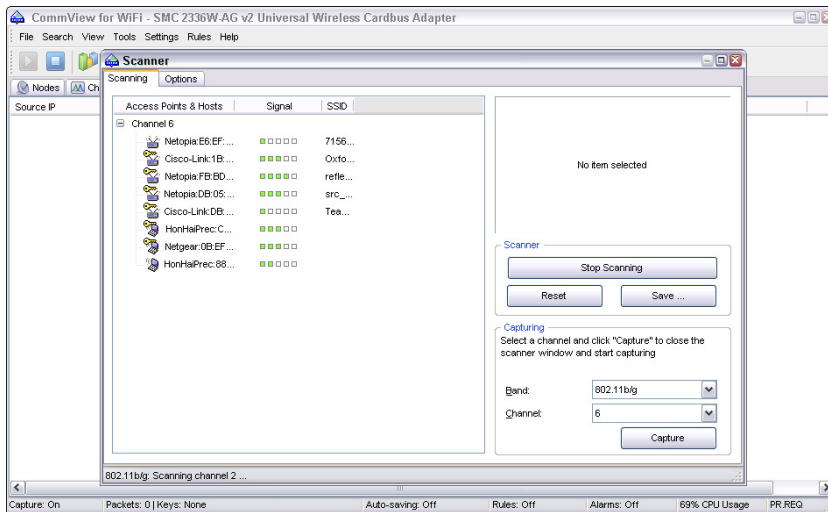 CommView for WiFi - SMC 2336W-AG v2 Universal Wireless Cardbus Adapter
File Search View Tools Settings Rules Help
Scanner
Nodes Ch
Scanning Options
Source IP
Access Points & Hosts Signal SSID
Channel 6
Netopia:E6:EF:... 7156...
Cisco-Link:1B:... Oxfo...
Netopia:FB:BD... refle...
Netopia:DB:05:... src_...
Cisco-Link:DB:... Tea...
HonHaiPrec:C...
Netgear:0B:EF...
HonHaiPrec:88...
No item selected
Scanner
Stop Scanning
Reset Save ...
Capturing
Select a channel and click "Capture" to close the
scanner window and start capturing
Band: 802.11b/g
Channel: 6
Capture
802.11b/g: Scanning channel 2 ...
Capture: On Packets: 0 | Keys: None Auto-saving: Off Rules: Off Alarms: Off 69% CPU Usage PR.REQ